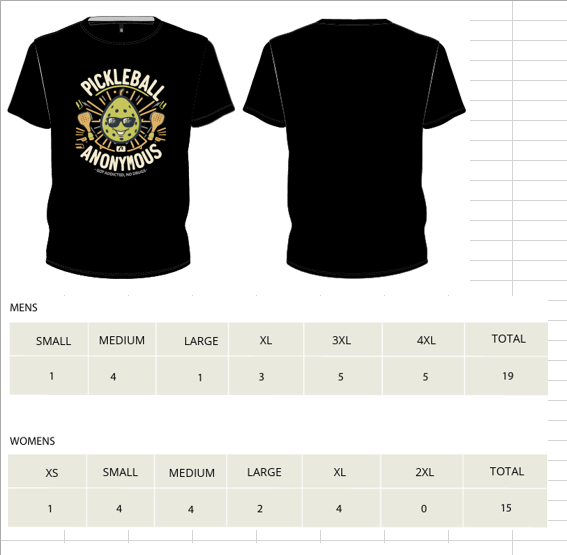 PICKLEBALL
ANONYMOUS
MENS
SMALL MEDIUM LARGE XL 3XL 4XL TOTAL
1 4 1 3 5 5 19
WOMENS
XS SMALL MEDIUM LARGE XL 2XL TOTAL
1 4 4 2 4 0 15